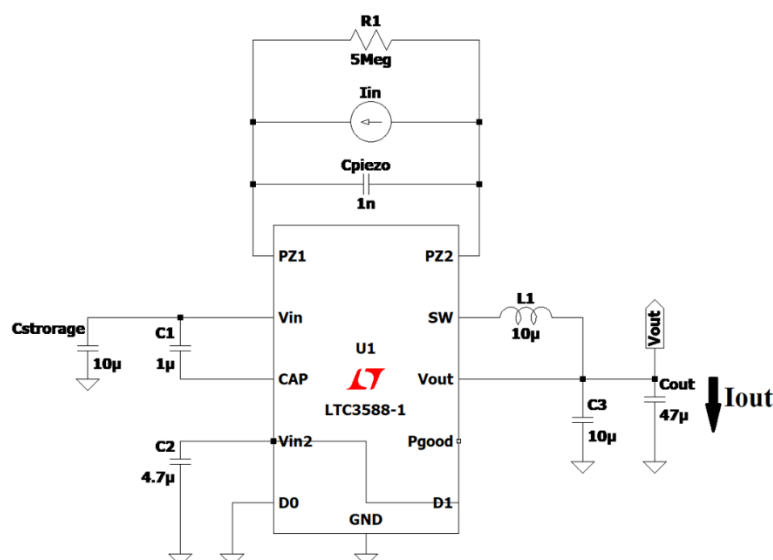 R1
5Meg
Iin
Cpiezo
1n
PZ1 PZ2
Vin SW L1
10µ
Cstrorage C1
10µ 1µ
U1
CAP Vout
LTC3588-1
Vout
Cout
47µ
Iout
C3
10µ
C2
4.7µ
Vin2 Pgood
D0 D1
GND